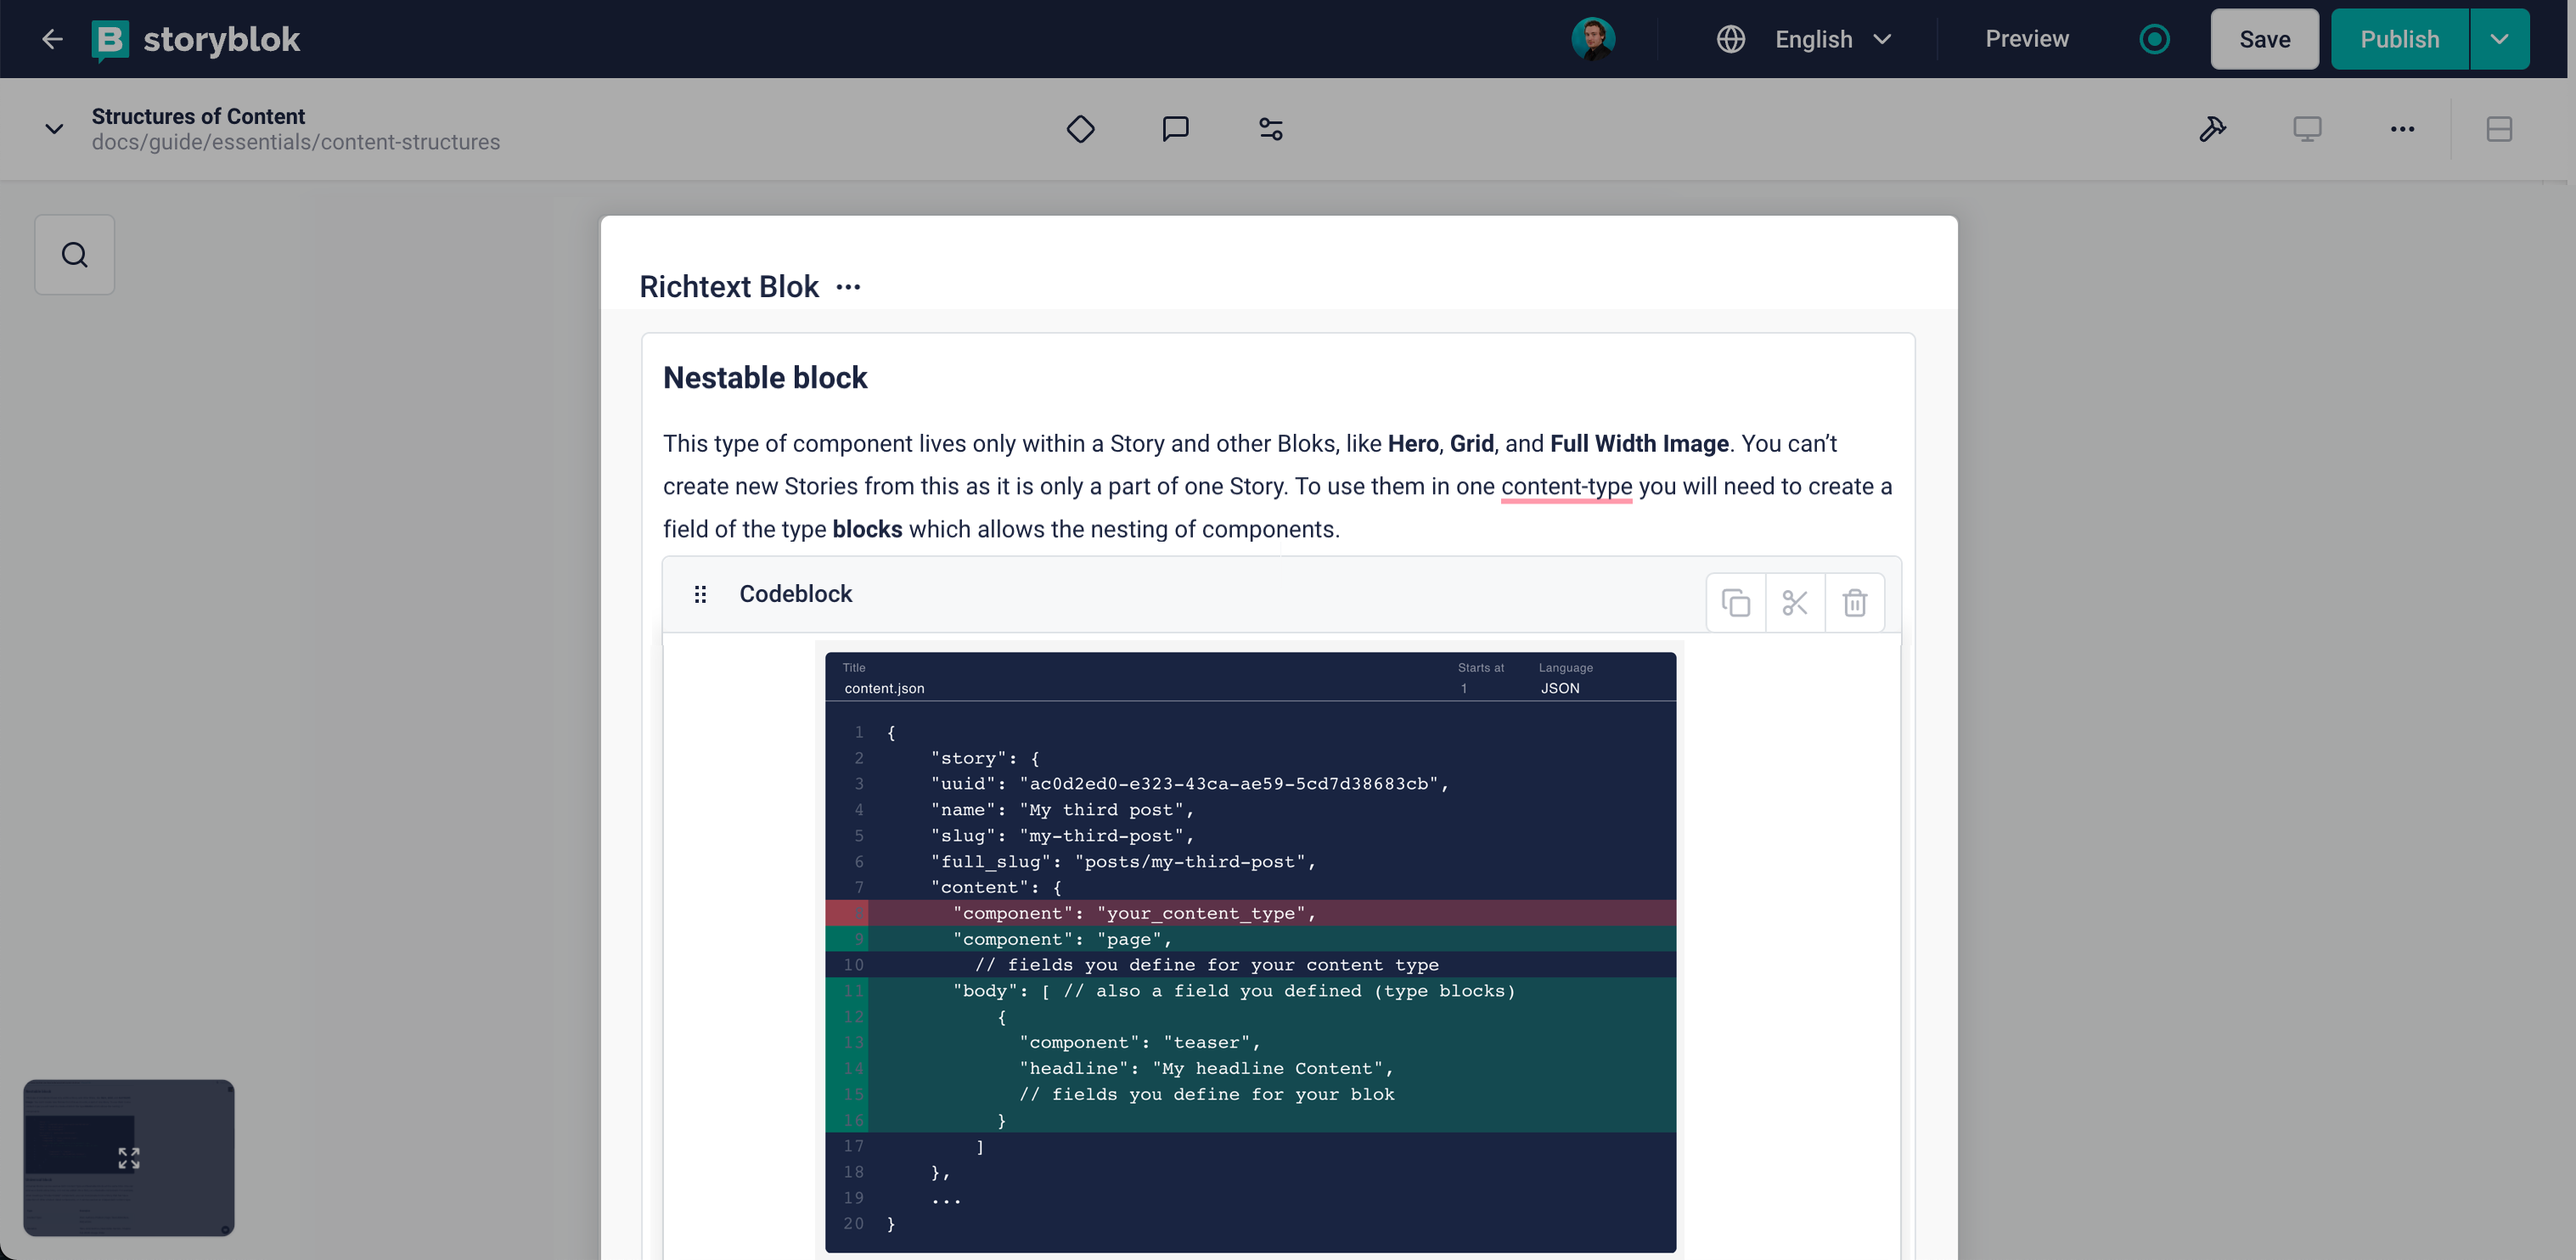 storyblok
English
Preview
Save
Publish
Structures of Content
docs/guide/essentials/content-structures
Richtext Blok
Nestable block
This type of component lives only within a Story and other Bloks, like Hero, Grid, and Full Width Image. You can’t
create new Stories from this as it is only a part of one Story. To use them in one content-type you will need to create a
field of the type blocks which allows the nesting of components.
Codeblock
Title
Starts at
Language
content.json
1
JSON
1 {
2 "story": {
3 "uuid": "ac0d2ed0-e323-43ca-ae59-5cd7d38683cb",
4 "name": "My third post",
5 "slug": "my-third-post",
6 "full_slug": "posts/my-third-post",
7 "content": {
8 "component": "your_content_type",
9 "component": "page",
10 // fields you define for your content type
11 "body": [ // also a field you defined (type blocks)
12 {
13 "component": "teaser",
14 "headline": "My headline Content",
15 // fields you define for your blok
16 }
17 ]
18 },
19 ...
20 }